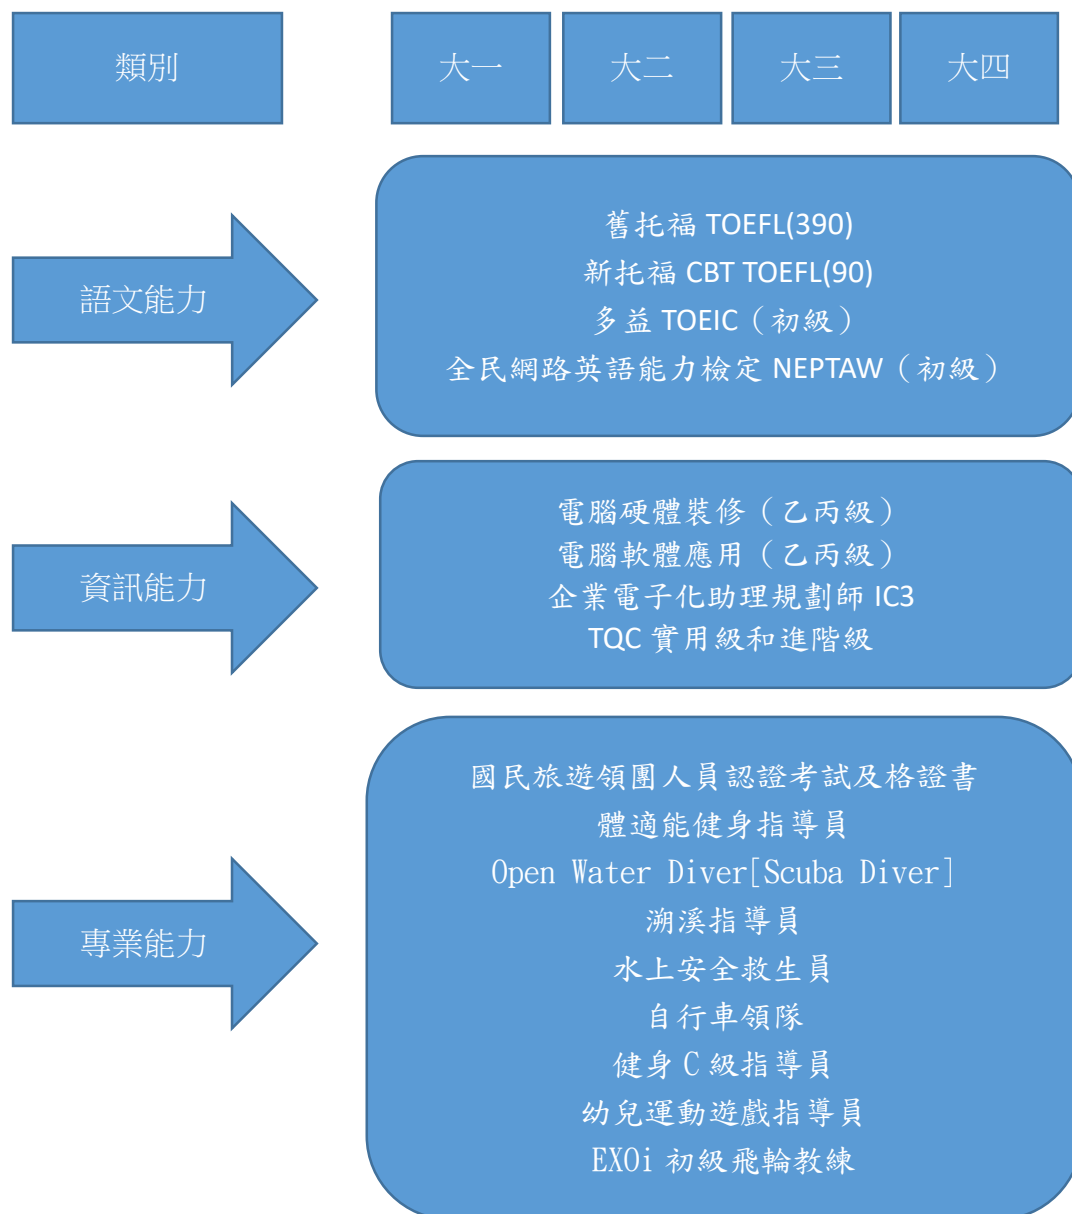 類別
大一
大二
大三
大四
語文能力
舊托福 TOEFL(390)
新托福 CBT TOEFL(90)
多益 TOEIC（初級）
全民網路英語能力檢定 NEPTAW（初級）
資訊能力
電腦硬體裝修（乙丙級）
電腦軟體應用（乙丙級）
企業電子化助理規劃師 IC3
TQC 實用級和進階級
專業能力
國民旅遊領團人員認證考試及格證書
體適能健身指導員
Open Water Diver[Scuba Diver]
溯溪指導員
水上安全救生員
自行車領隊
健身 C 級指導員
幼兒運動遊戲指導員
EXOi 初級飛輪教練